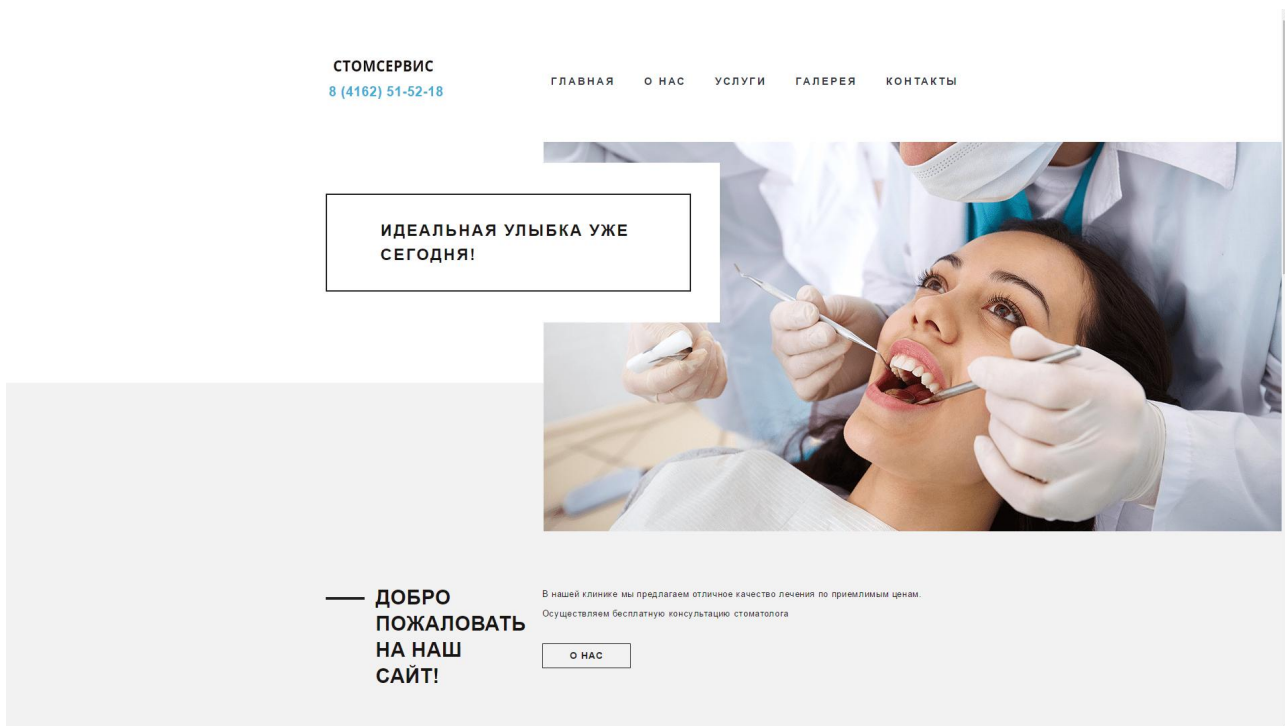 СТОМСЕРВИС
8 (4162) 51-52-18
ГЛАВНАЯ О НАС УСЛУГИ ГАЛЕРЕЯ КОНТАКТЫ
ИДЕАЛЬНАЯ УЛЫБКА УЖЕ
СЕГОДНЯ!
ДОБРО
ПОЖАЛОВАТЬ
НА НАШ
САЙТ!
В нашей клинике мы предлагаем отличное качество лечения по приемлимым ценам.
Осуществляем бесплатную консультацию стоматолога
О НАС